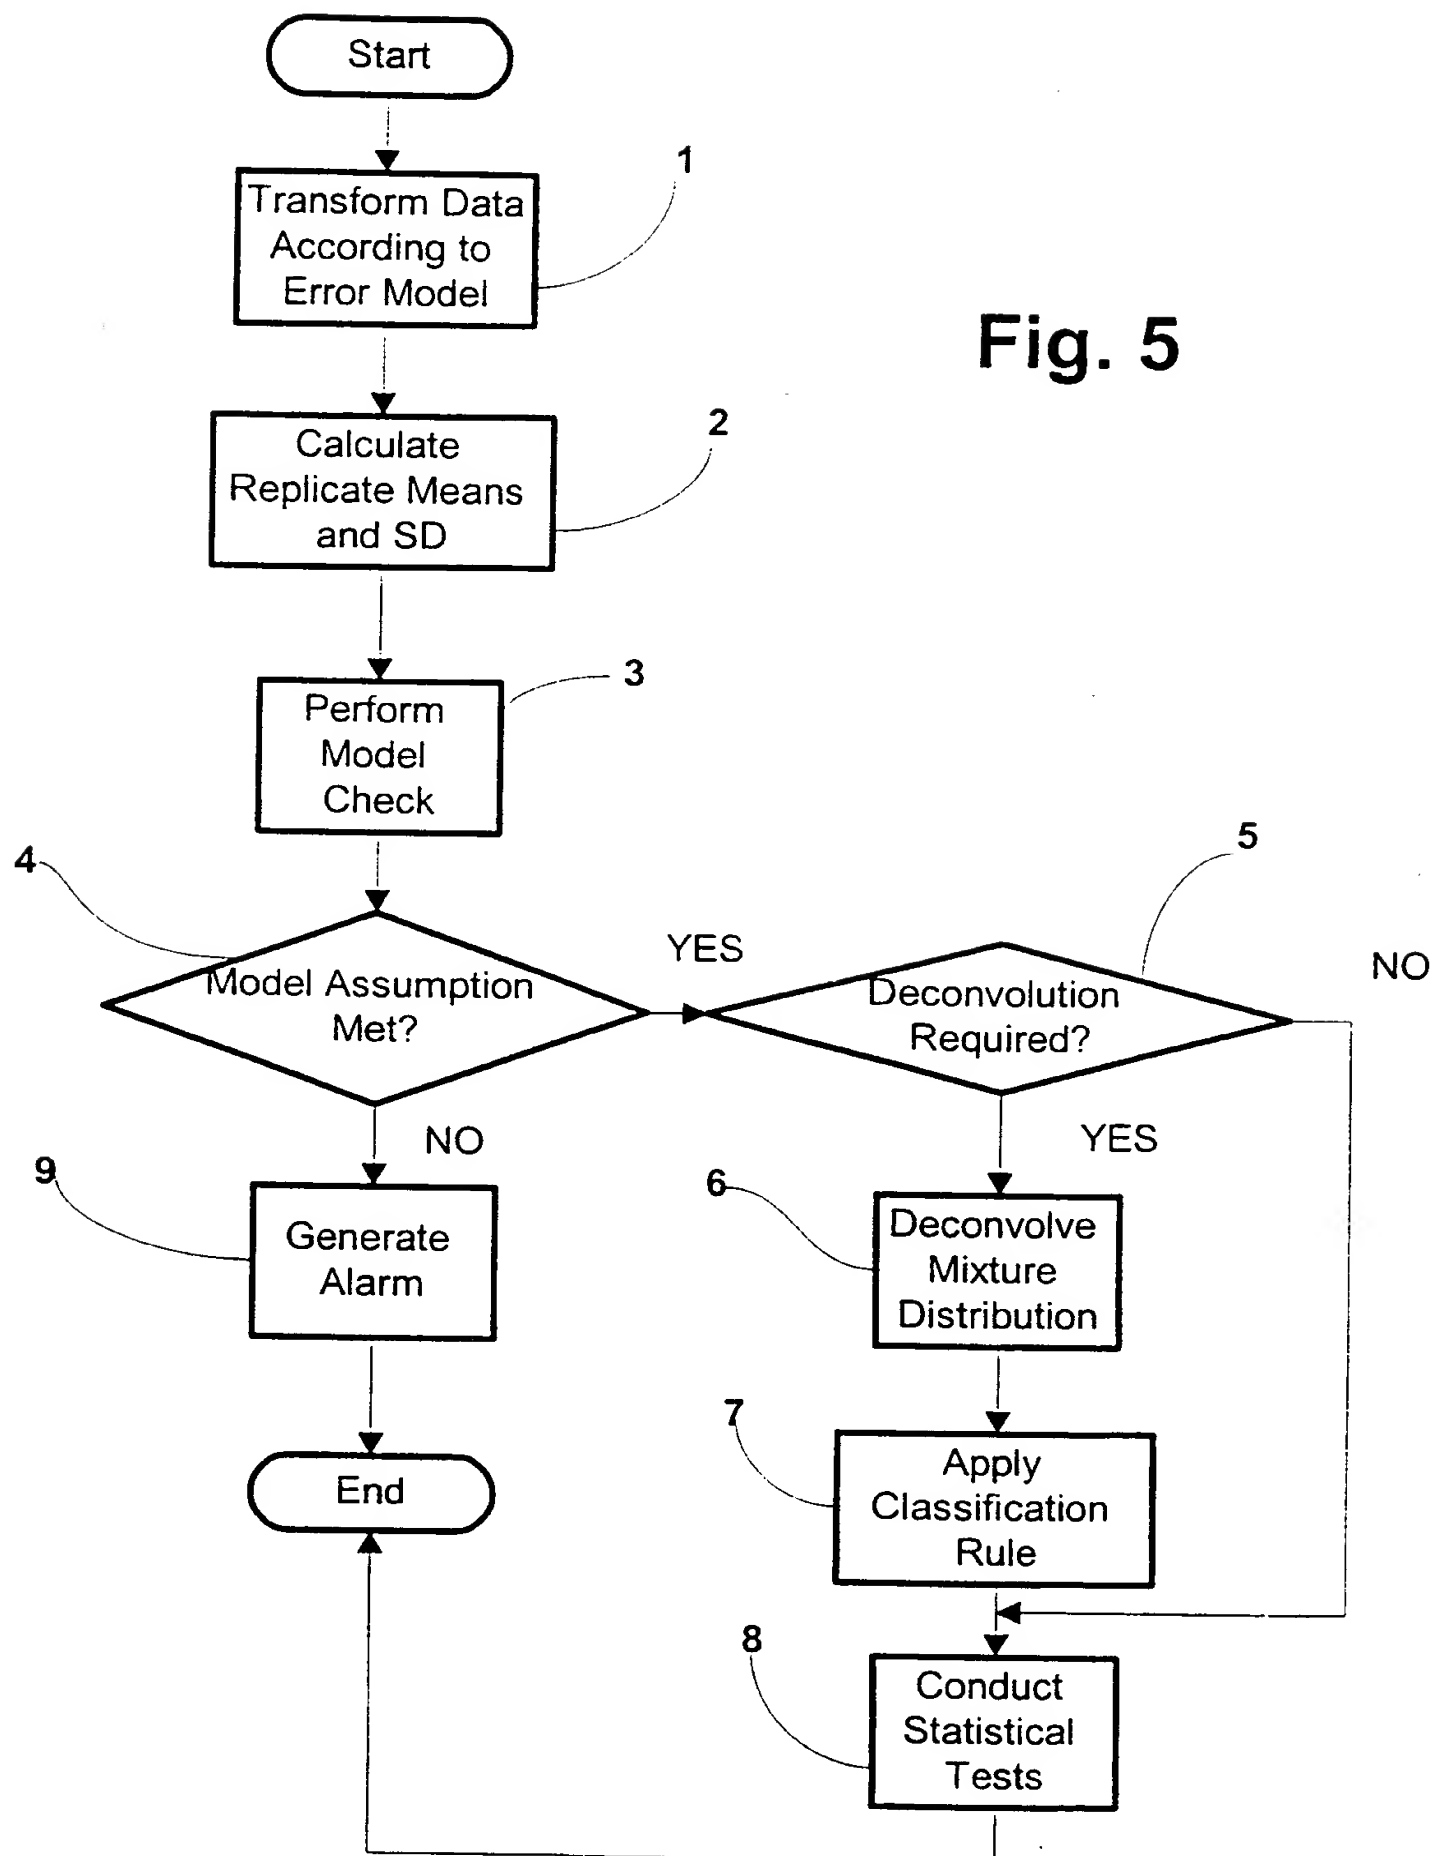 Start
1
Transform Data
According to
Error Model
Fig. 5
2
Calculate
Replicate Means
and SD
3
Perform
Model
Check
4
Model Assumption
Met?
YES
5
Deconvolution
Required?
NO
NO
YES
9
Generate
Alarm
6
Deconvolve
Mixture
Distribution
7
Apply
Classification
Rule
End
8
Conduct
Statistical
Tests